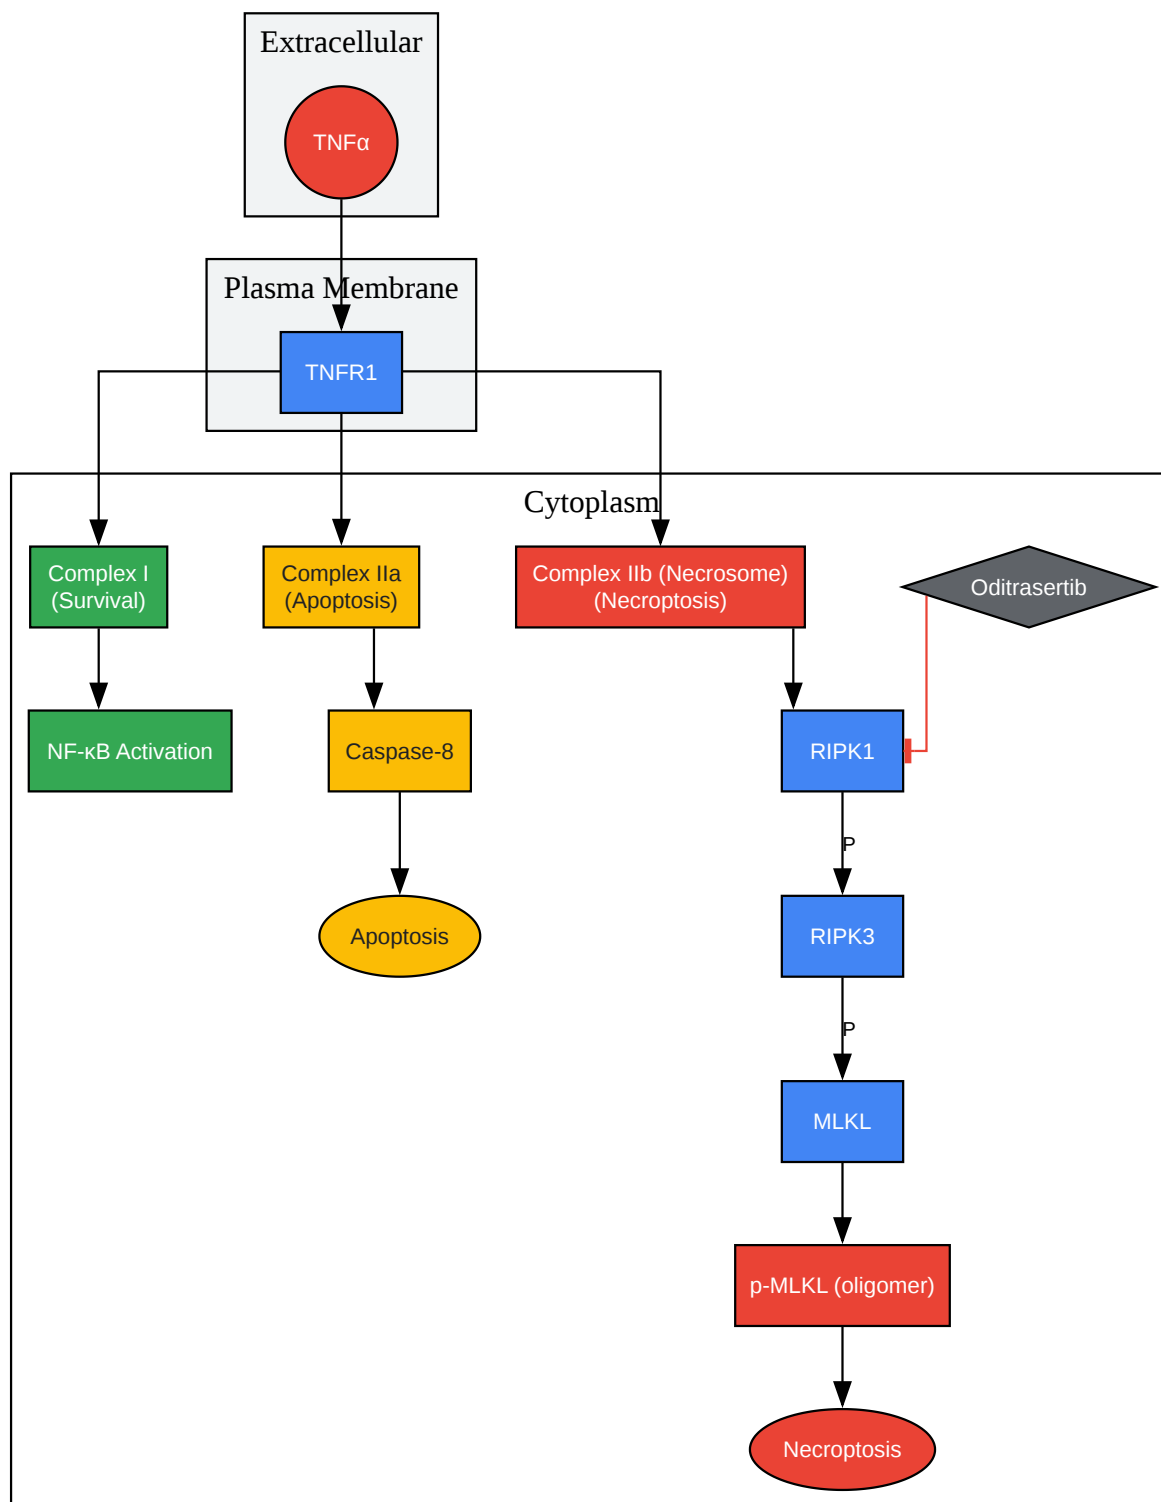 Extracellular
TNFα
Plasma Membrane
TNFR1
Cytoplasm
Complex I
(Survival)
Complex IIa
(Apoptosis)
Complex IIb (Necrosome)
(Necroptosis)
Oditrasertib
NF-κB Activation
Caspase-8
RIPK1
P
Apoptosis
RIPK3
P
MLKL
p-MLKL (oligomer)
Necroptosis